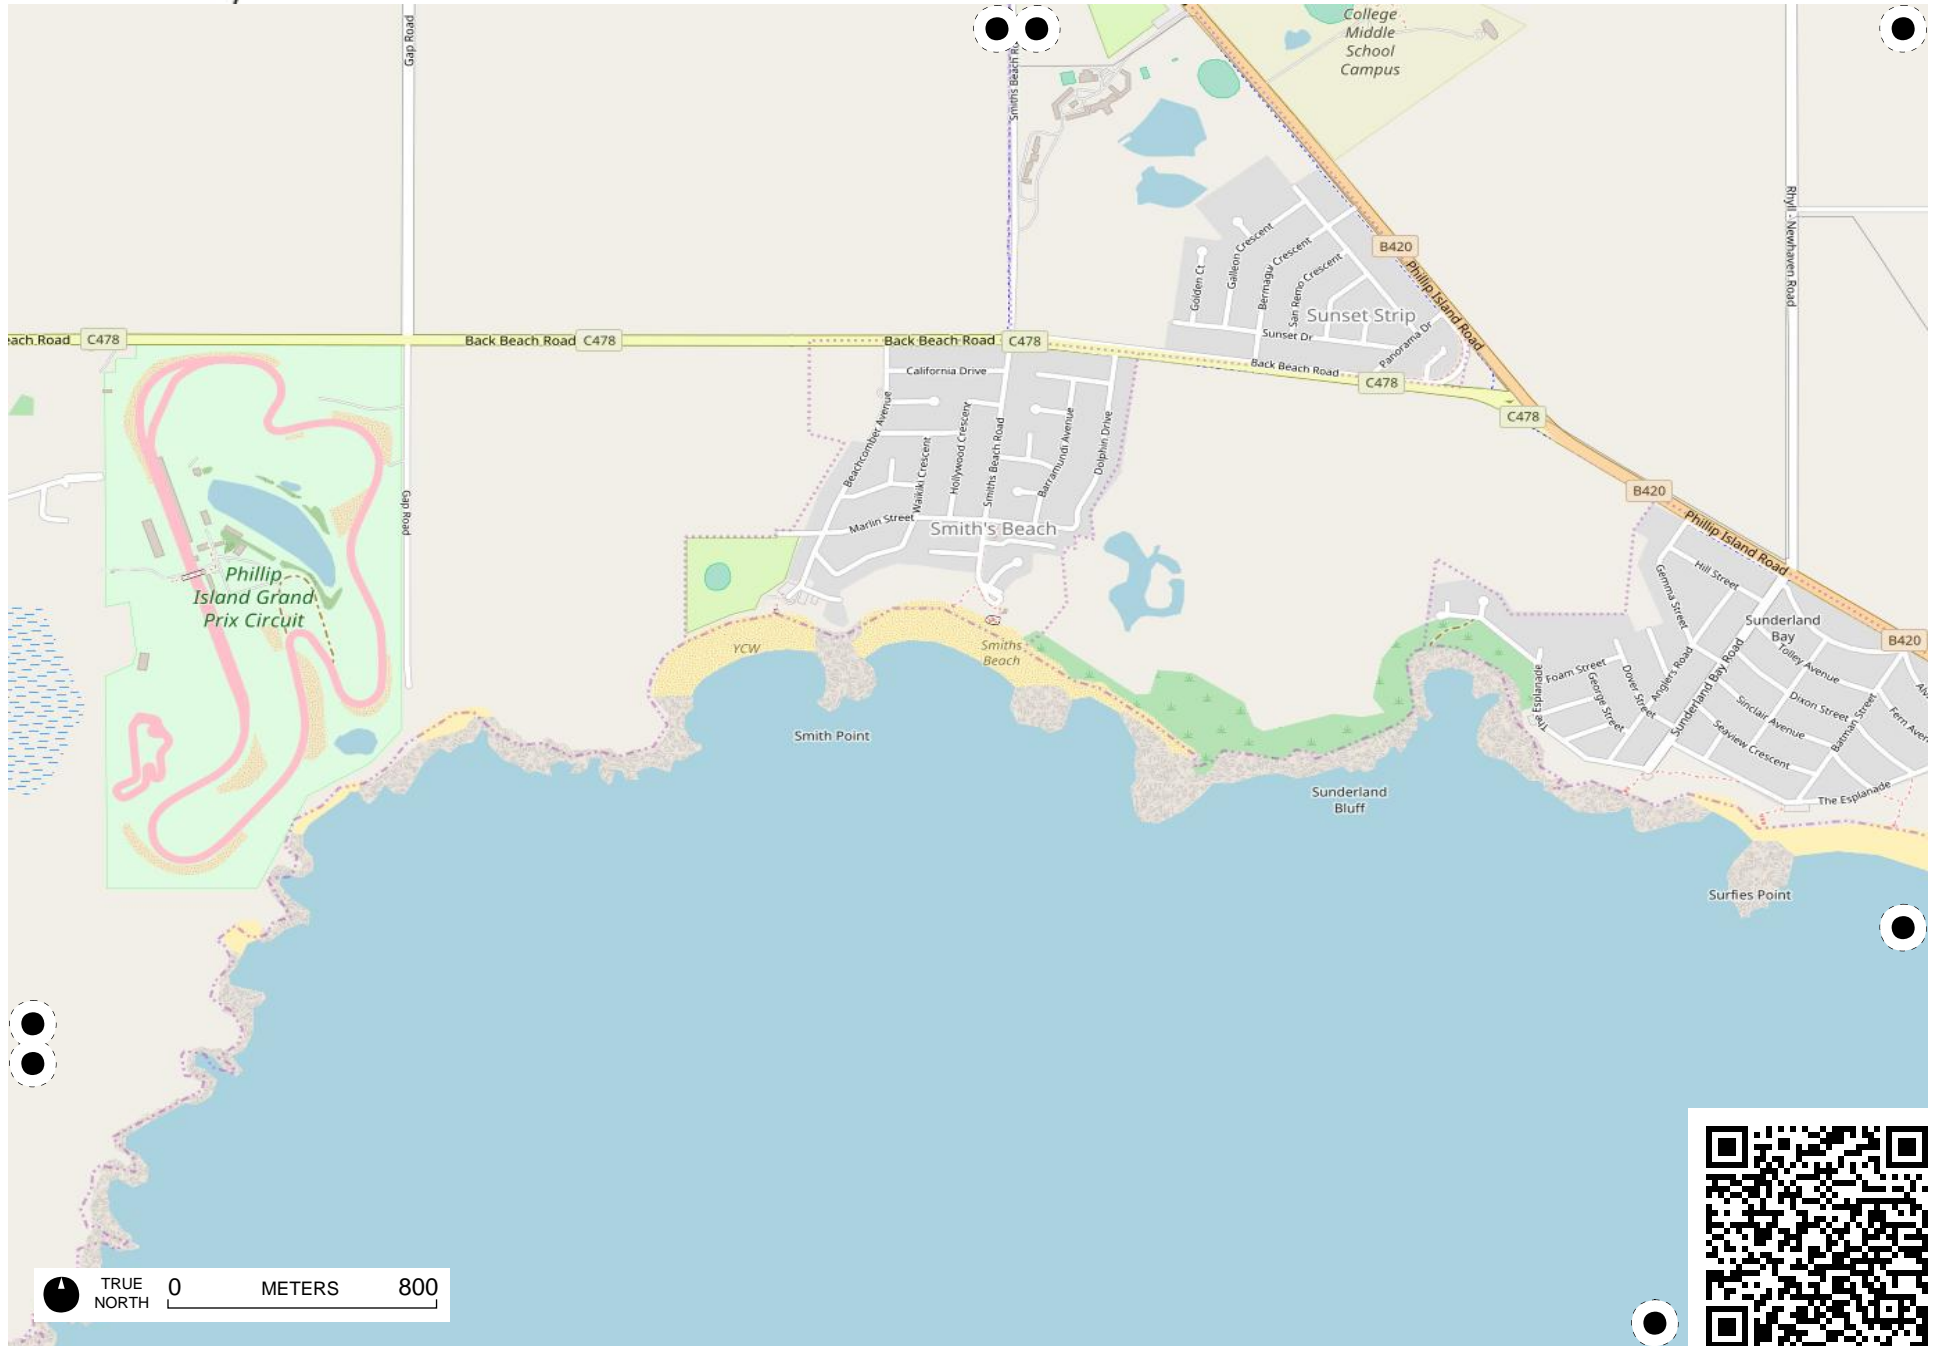 College
Middle
School
Campus
Gap Road
Smiths Beach
Rhyll - Newhaven Road
B420
Phillip Island Road
Golden Ct
Galleon Crescent
Bermagui Crescent
San Remo Crescent
Sunset Strip
Sunset Dr
Panorama Dr
each Road
C478
Back Beach Road
C478
Back Beach Road
C478
Back Beach Road
C478
C478
California Drive
Beachcomber Avenue
Waikiki Crescent
Hollywood Crescent
Smiths Beach Road
Barramundi Avenue
Dolphin Drive
Marlin Street
Smith's Beach
Gap Road
B420
Phillip Island Road
Phillip
Island Grand
Prix Circuit
Hill Street
Gemma Street
Sunderland
Bay
B420
Tolley Avenue
YCW
Smiths
Beach
Foam Street
Anglers Road
Dover Street
George Street
The Esplanade
Sunderland Bay Road
Dixon Street
Sinclair Avenue
Batman Street
Fern Aven
Seaview Crescent
Smith Point
Sunderland
Bluff
The Esplanade
Surfies Point
TRUE
NORTH
0 METERS 800